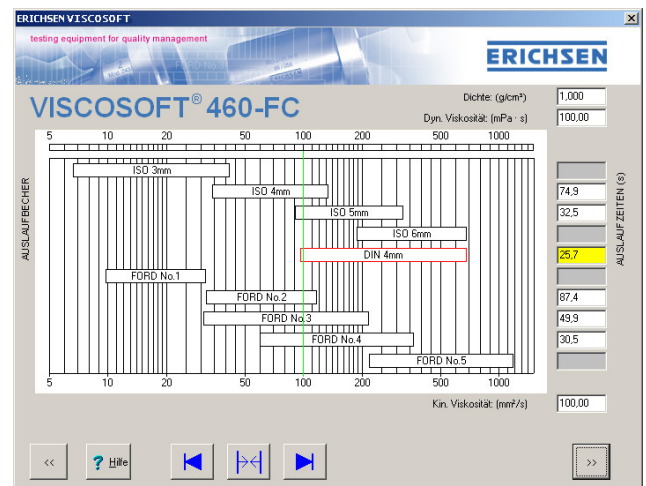 ERICHSEN VISCOSOFT
testing equipment for quality management
ERICHSEN
VISCOSOFT® 460-FC
Dichte: (g/cm³) 1,000
Dyn. Viskosität: (mPa · s) 100,00
5 10 20 50 100 200 500 1000
AUSLAUFBECHER
AUSLAUFZEITEN (s)
ISO 3mm
ISO 4mm 74,9
ISO 5mm 32,5
ISO 6mm
DIN 4mm 25,7
FORD No.1
FORD No.2 87,4
FORD No.3 49,9
FORD No.4 30,5
FORD No.5
5 10 20 50 100 200 500 1000
Kin. Viskosität: (mm²/s) 100,00
<< ? Hilfe >>